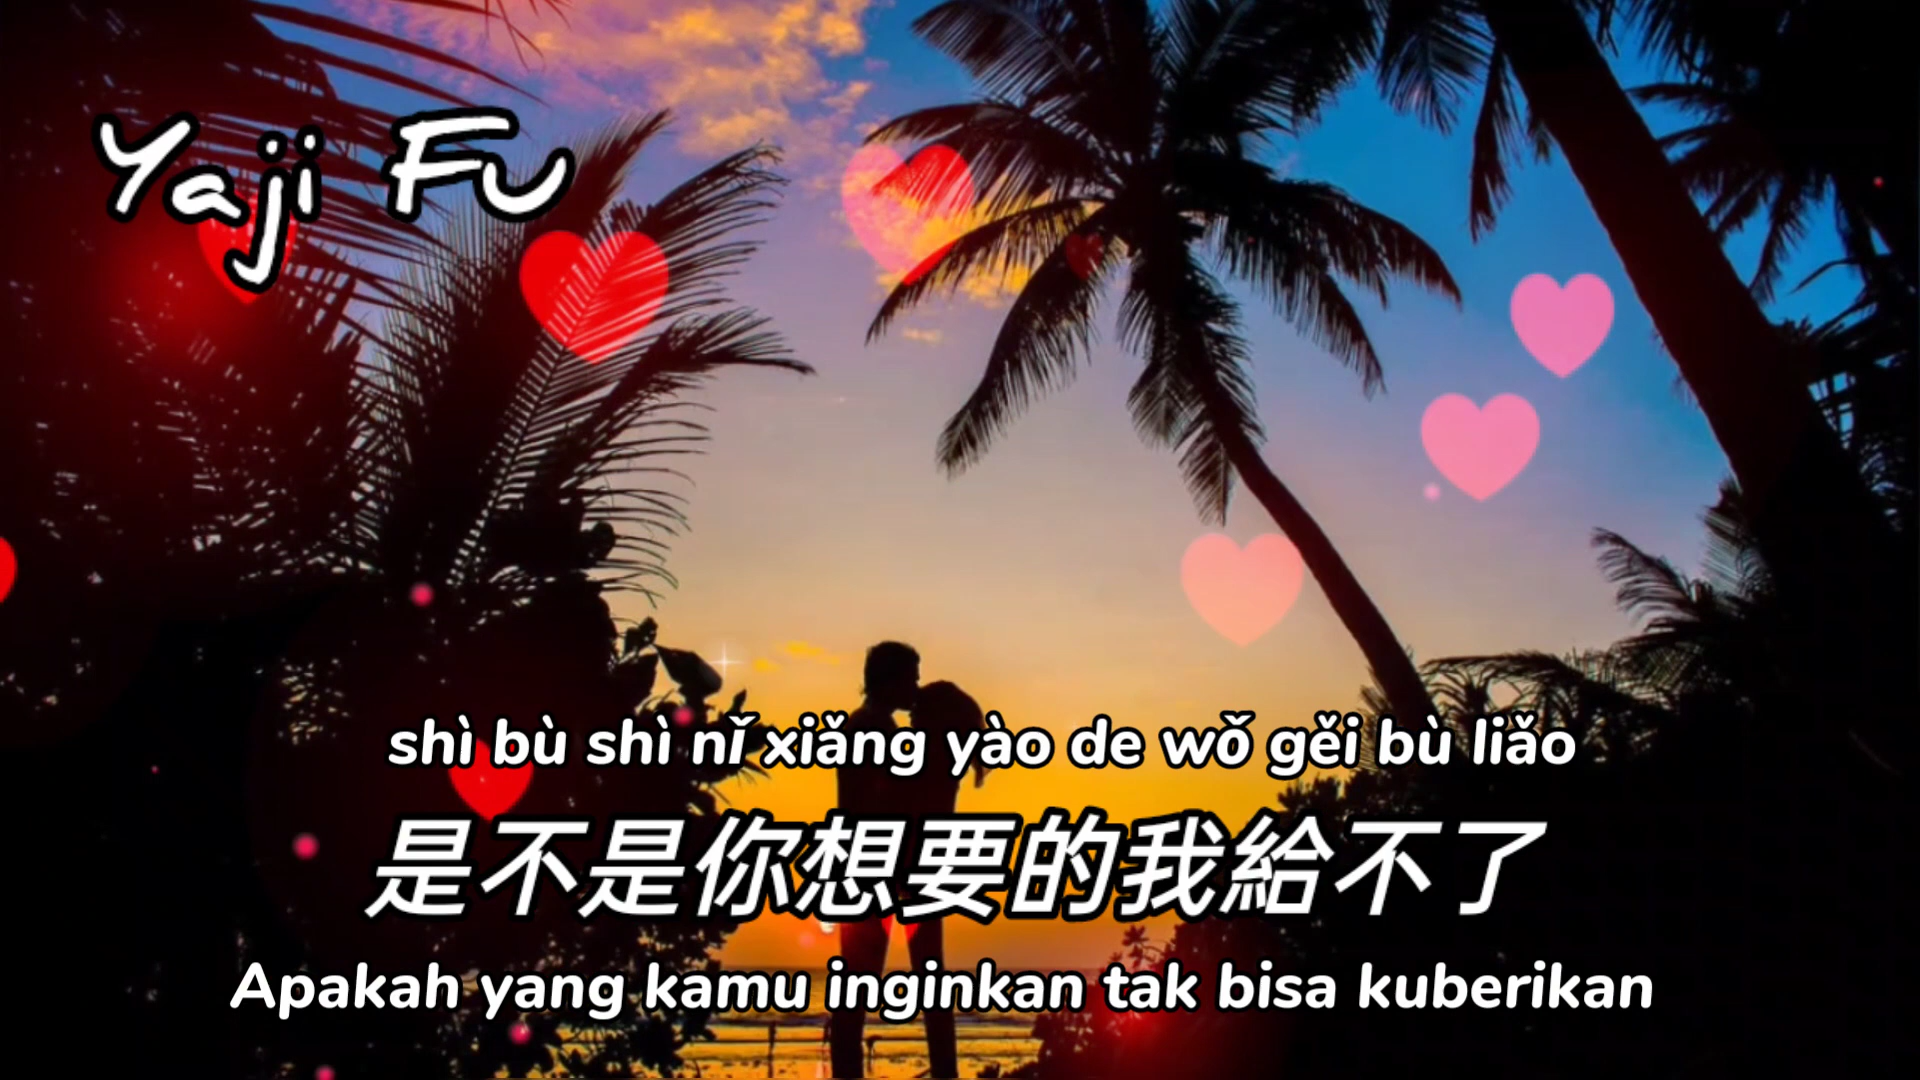 Yaji Fu
shì bù shì nǐ xiǎng yào de wǒ gěi bù liǎo
是不是你想要的我給不了
Apakah yang kamu inginkan tak bisa kuberikan